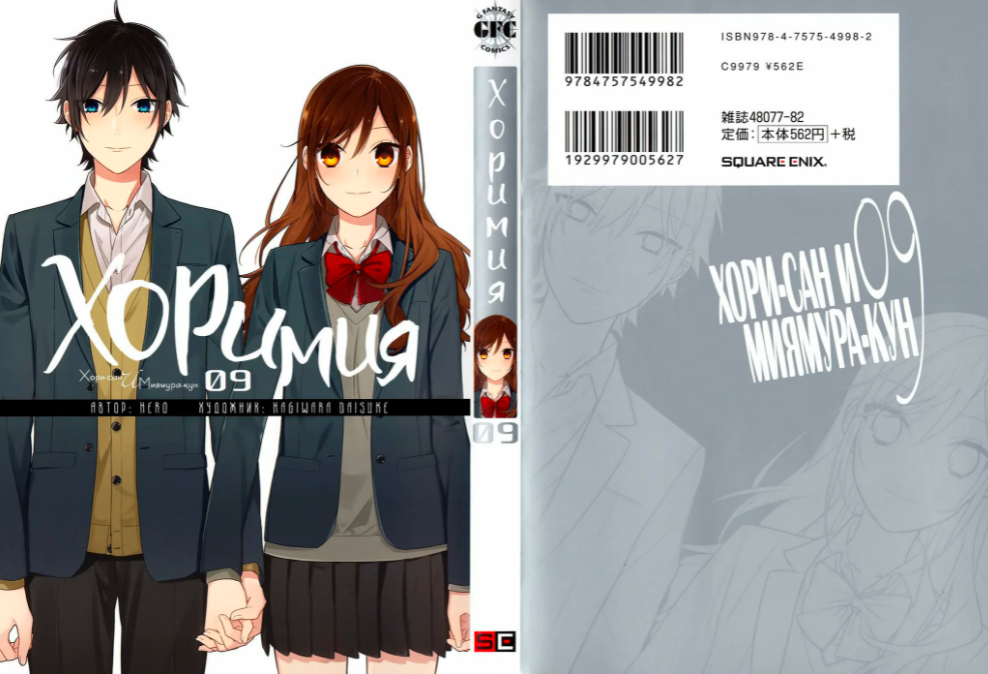 Хоримия
Хори-сан и Миямура-кун 09
АВТОР: HERO ХУДОЖНИК: HAGIWARA DAISUKE
G FANTASY
GFC
COMICS
Хоримия
09
SE
ISBN978-4-7575-4998-2
C9979 ¥562E
9784757549982
雑誌48077-82
定価:本体562円+税
1929979005627
SQUARE ENIX.
09
ХОРИ-САН И
МИЯМУРА-КУН